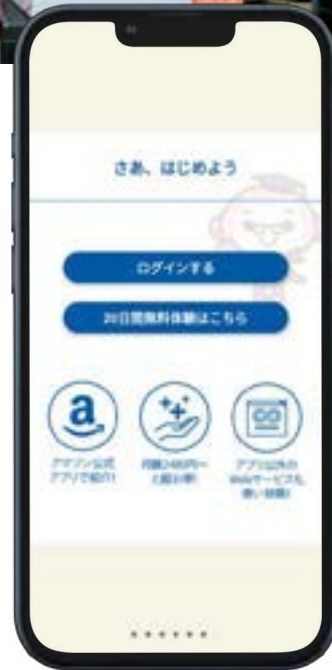 さあ、はじめよう
ログインする
20日間無料体験はこちら
a
アマゾン公式
アプリで紹介!
月額2480円〜
と超お得!
アプリ以外の
Webサービスも
使い放題!